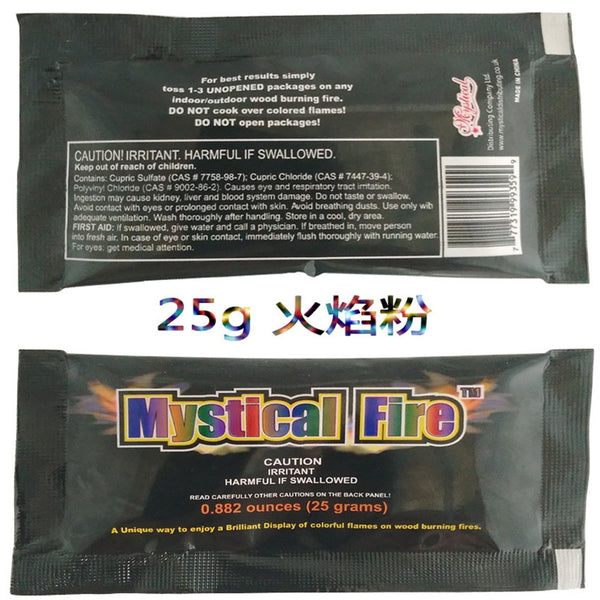 For best results simply
toss 1-3 UNOPENED packages on any
indoor/outdoor wood burning fire.
DO NOT cook over colored flames!
DO NOT open packages!
Mystical
Distributing Company Ltd.
www.mysticaldistributing.co.uk
MADE IN CHINA
CAUTION! IRRITANT. HARMFUL IF SWALLOWED.
Keep out of reach of children.
Contains: Cupric Sulfate (CAS # 7758-98-7); Cupric Chloride (CAS # 7447-39-4);
Polyvinyl Chloride (CAS # 9002-86-2). Causes eye and respiratory tract irritation.
Ingestion may cause kidney, liver and blood system damage. Do not taste or swallow.
Avoid contact with eyes or prolonged contact with skin. Avoid breathing dusts. Use only with
adequate ventilation. Wash thoroughly after handling. Store in a cool, dry area.
FIRST AID: If swallowed, give water and call a physician. If breathed in, move person
into fresh air. In case of eye or skin contact, immediately flush thoroughly with running water.
For eyes: get medical attention.
25g 火焰粉
Mystical Fire™
CAUTION
IRRITANT
HARMFUL IF SWALLOWED
READ CAREFULLY OTHER CAUTIONS ON THE BACK PANEL!
0.882 ounces (25 grams)
A Unique way to enjoy a Brilliant Display of colorful flames on wood burning fires.